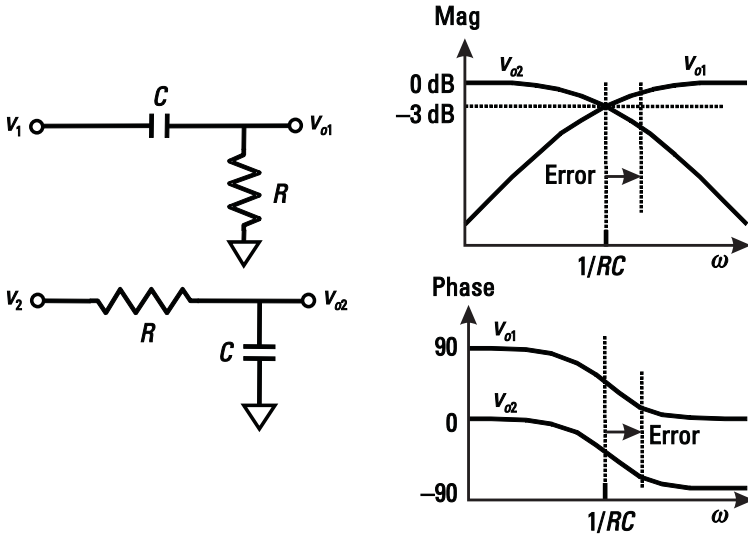 C
V1
Vo1
R
V2
Vo2
R
C
Mag
Vo2
Vo1
0 dB
–3 dB
Error
1/RC
ω
Phase
Vo1
90
Vo2
0
Error
–90
1/RC
ω